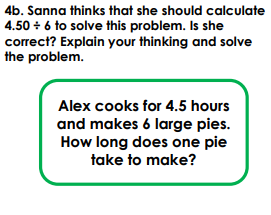 4b. Sanna thinks that she should calculate
4.50 ÷ 6 to solve this problem. Is she
correct? Explain your thinking and solve
the problem.
Alex cooks for 4.5 hours
and makes 6 large pies.
How long does one pie
take to make?